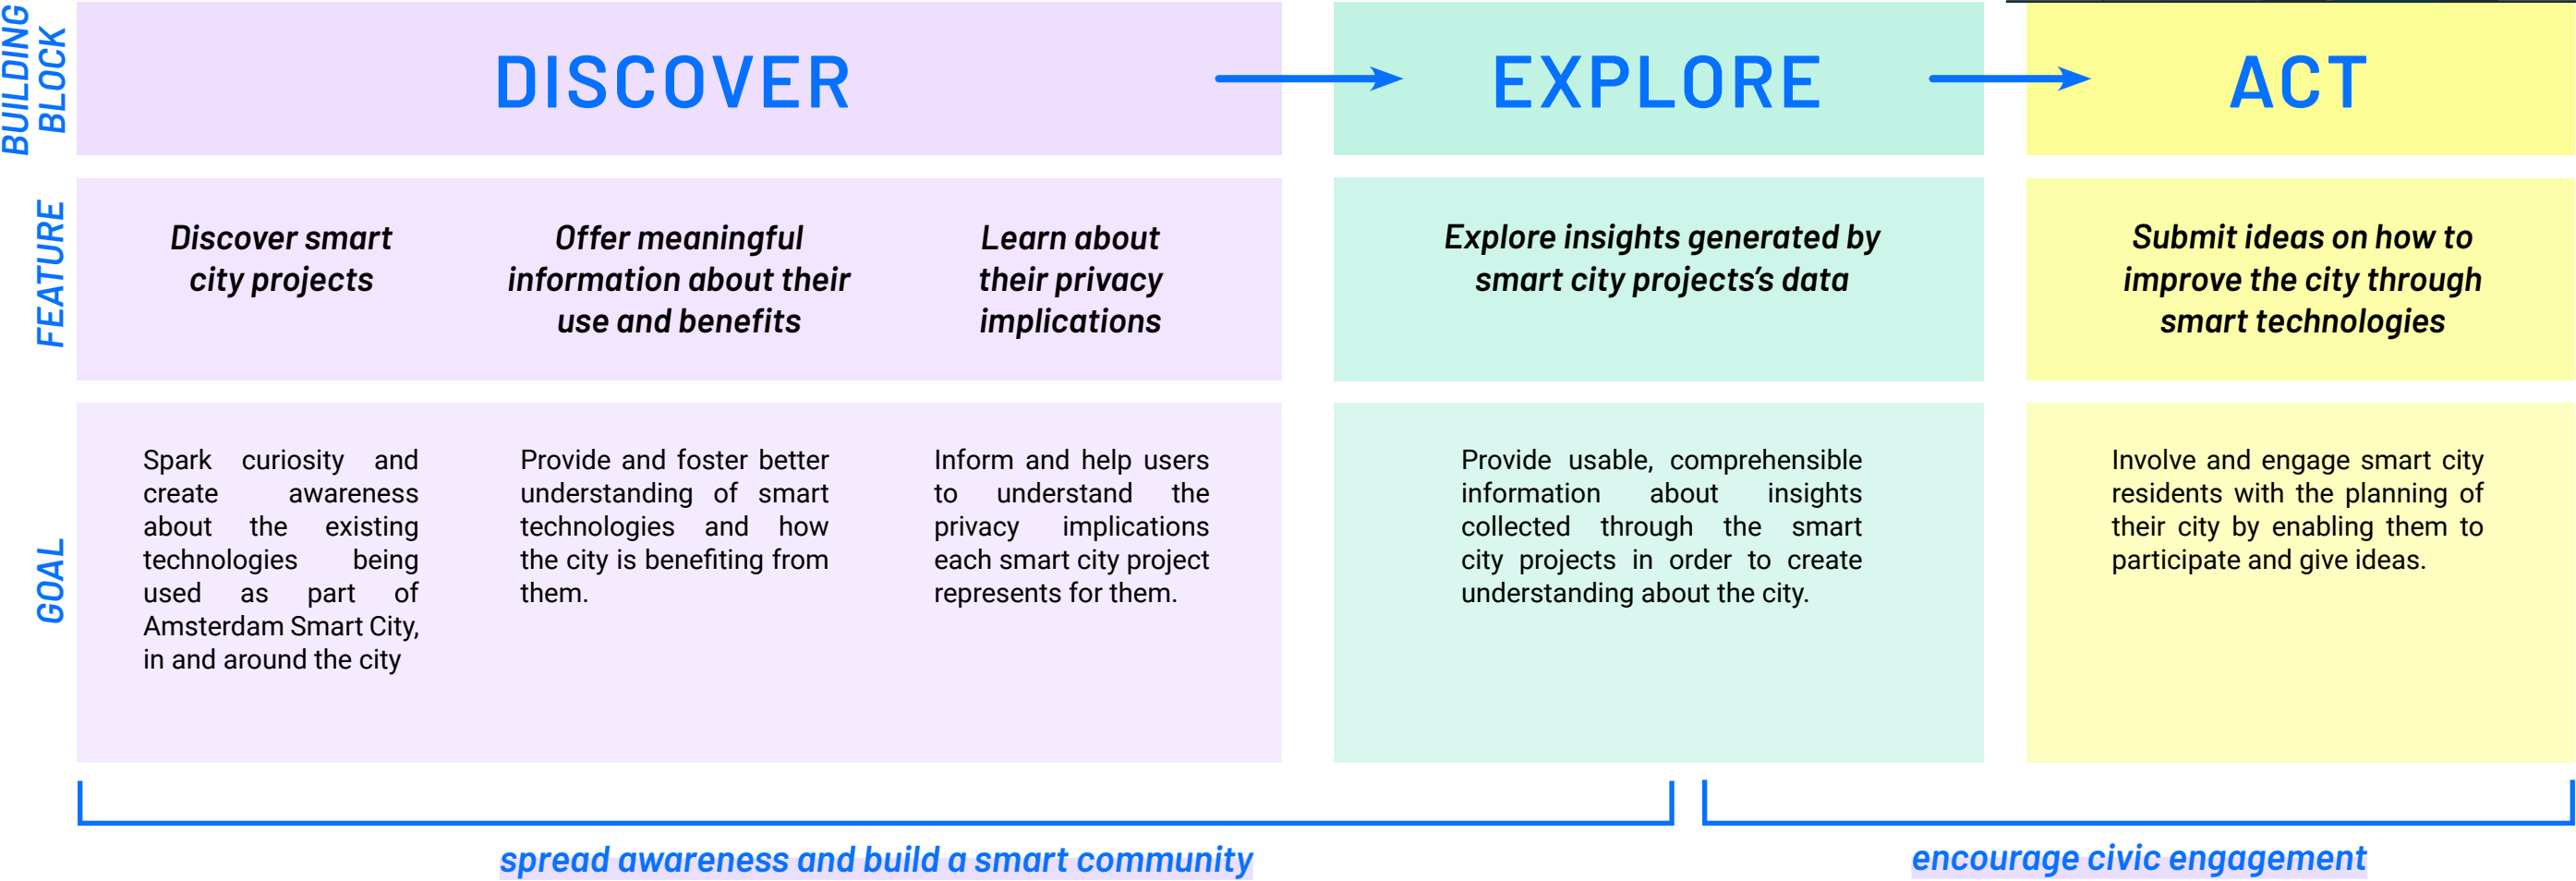 BUILDING
BLOCK
DISCOVER
EXPLORE
ACT
FEATURE
Discover smart
city projects
Offer meaningful
information about their
use and benefits
Learn about
their privacy
implications
Explore insights generated by
smart city projects's data
Submit ideas on how to
improve the city through
smart technologies
GOAL
Spark curiosity and
create awareness
about the existing
technologies being
used as part of
Amsterdam Smart City,
in and around the city
Provide and foster better
understanding of smart
technologies and how
the city is benefiting from
them.
Inform and help users
to understand the
privacy implications
each smart city project
represents for them.
Provide usable, comprehensible
information about insights
collected through the smart
city projects in order to create
understanding about the city.
Involve and engage smart city
residents with the planning of
their city by enabling them to
participate and give ideas.
spread awareness and build a smart community
encourage civic engagement